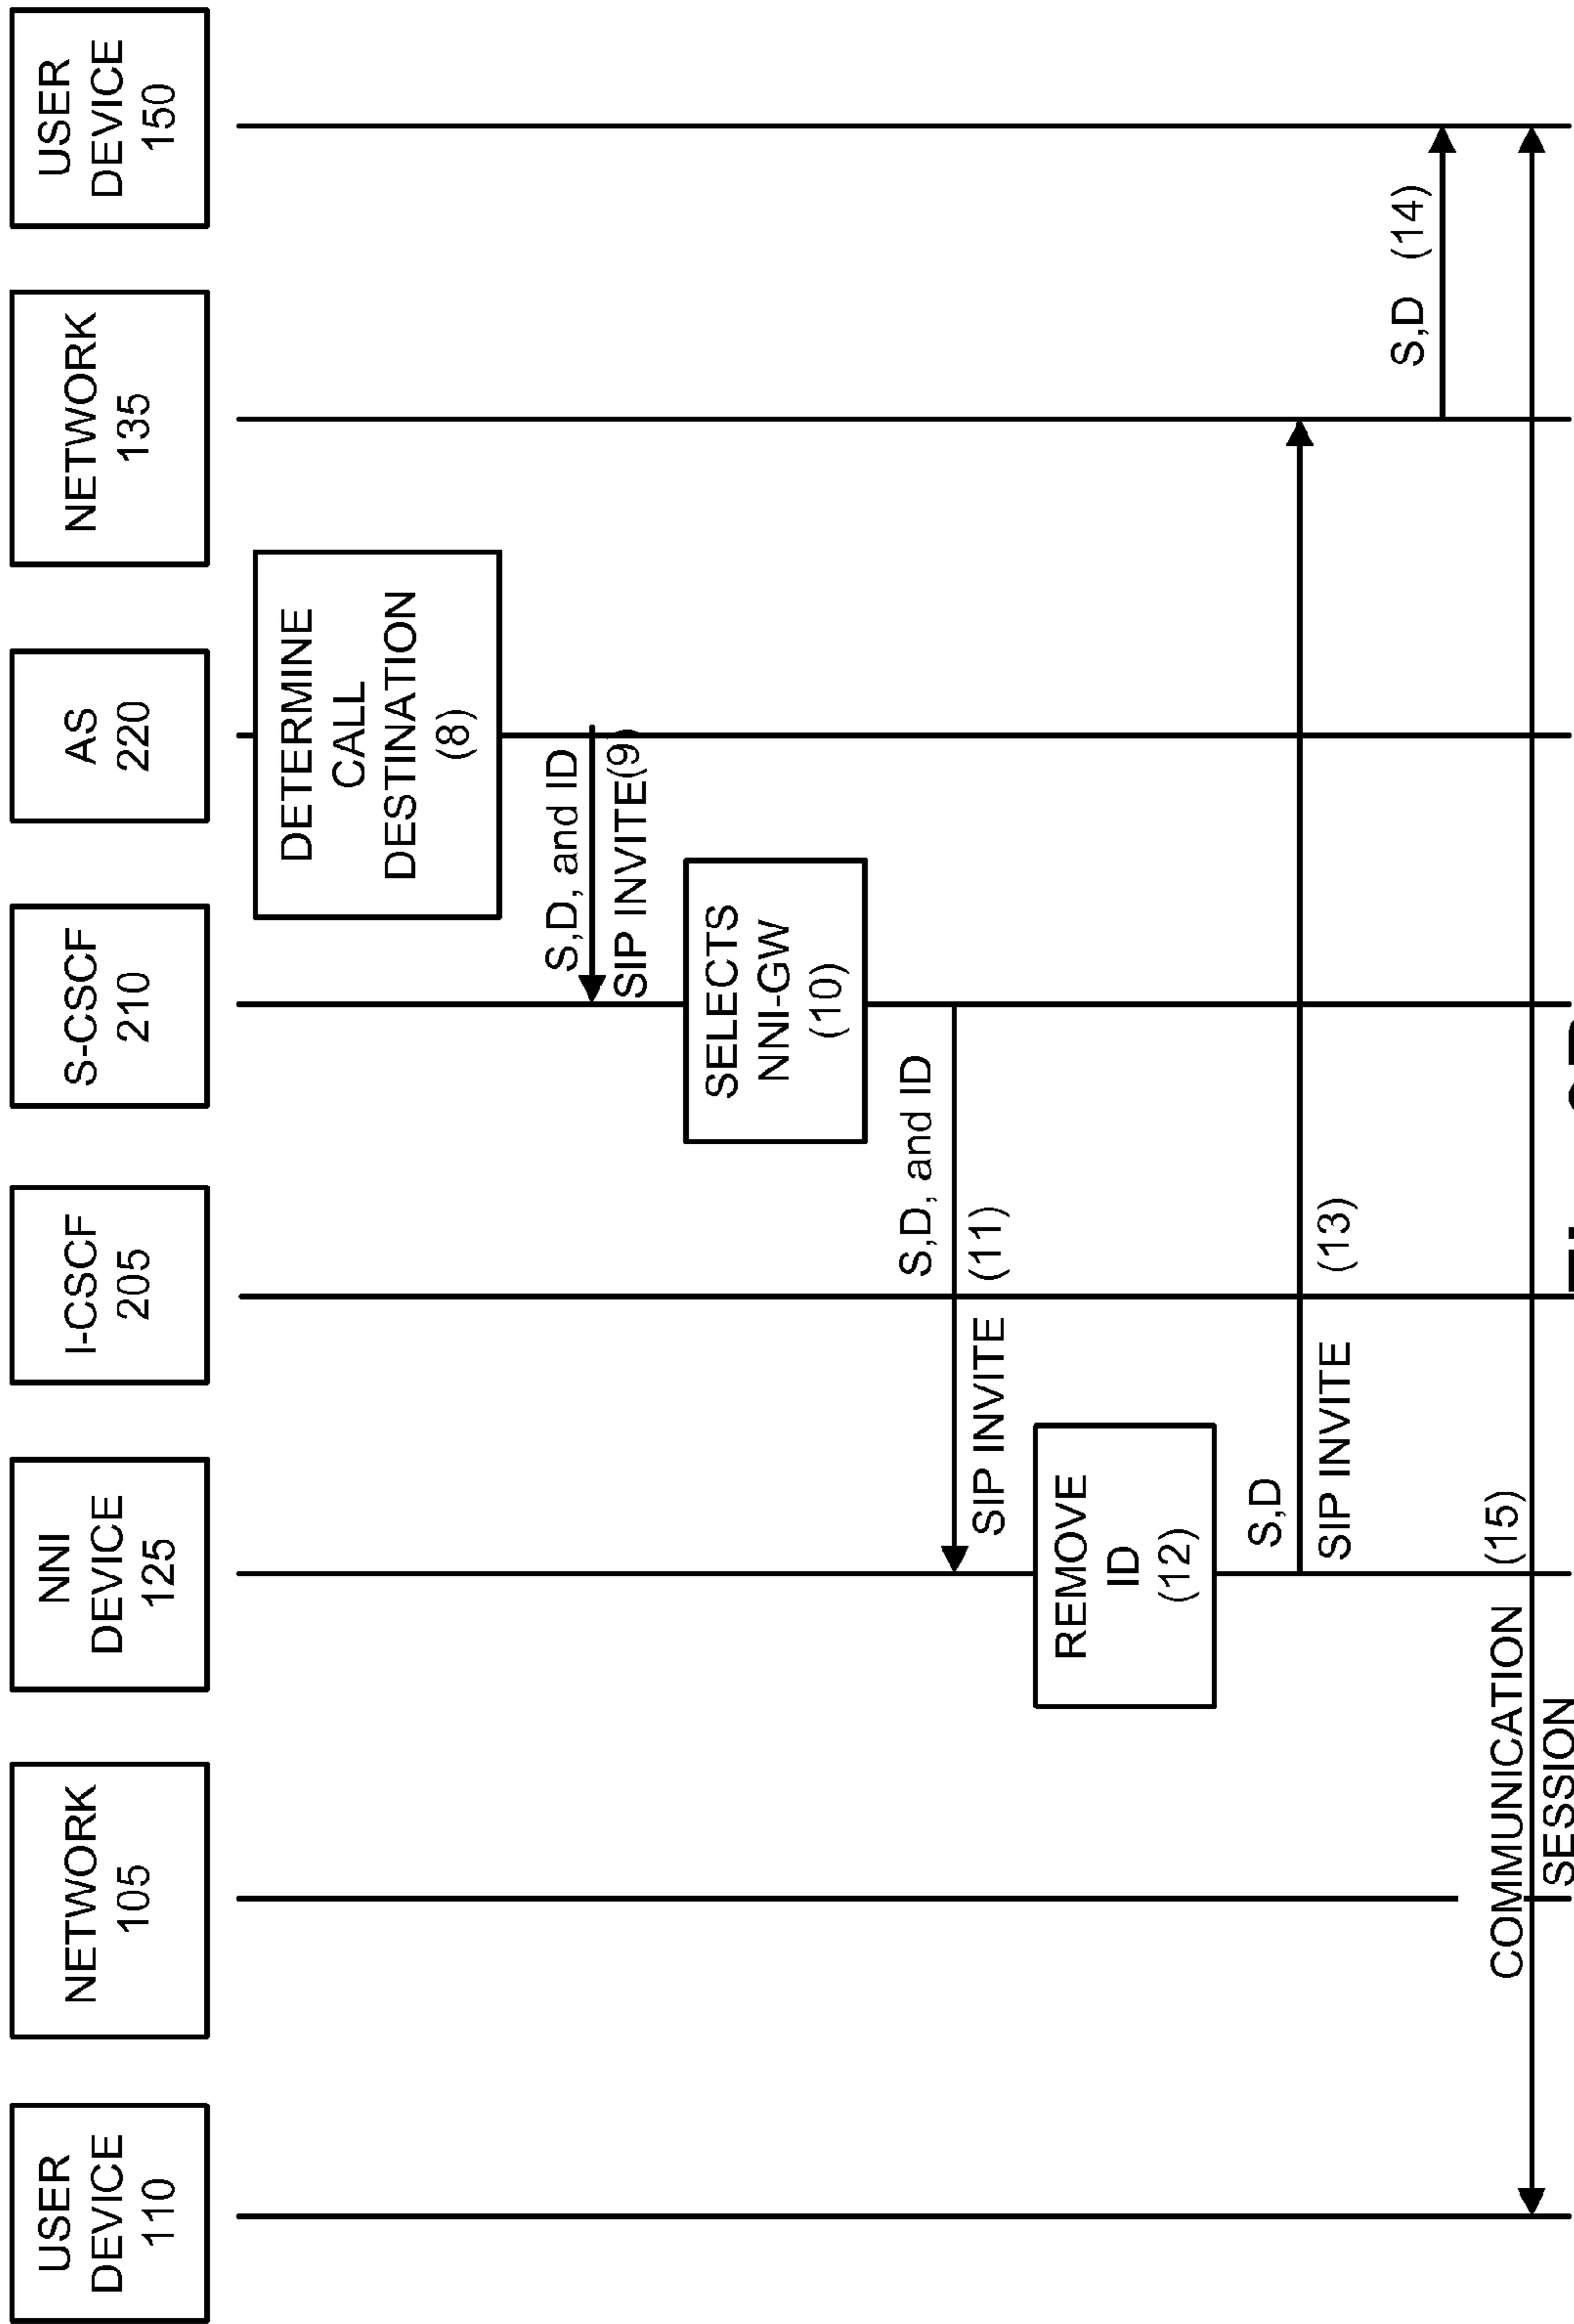 USER
DEVICE
110
NETWORK
105
NNI
DEVICE
125
I-CSCF
205
S-CSCF
210
AS
220
NETWORK
135
USER
DEVICE
150
DETERMINE
CALL
DESTINATION
(8)
S,D, and ID
SIP INVITE(9)
SELECTS
NNI-GW
(10)
S,D, and ID
SIP INVITE (11)
REMOVE
ID
(12)
S,D
SIP INVITE (13)
S,D (14)
COMMUNICATION (15)
SESSION